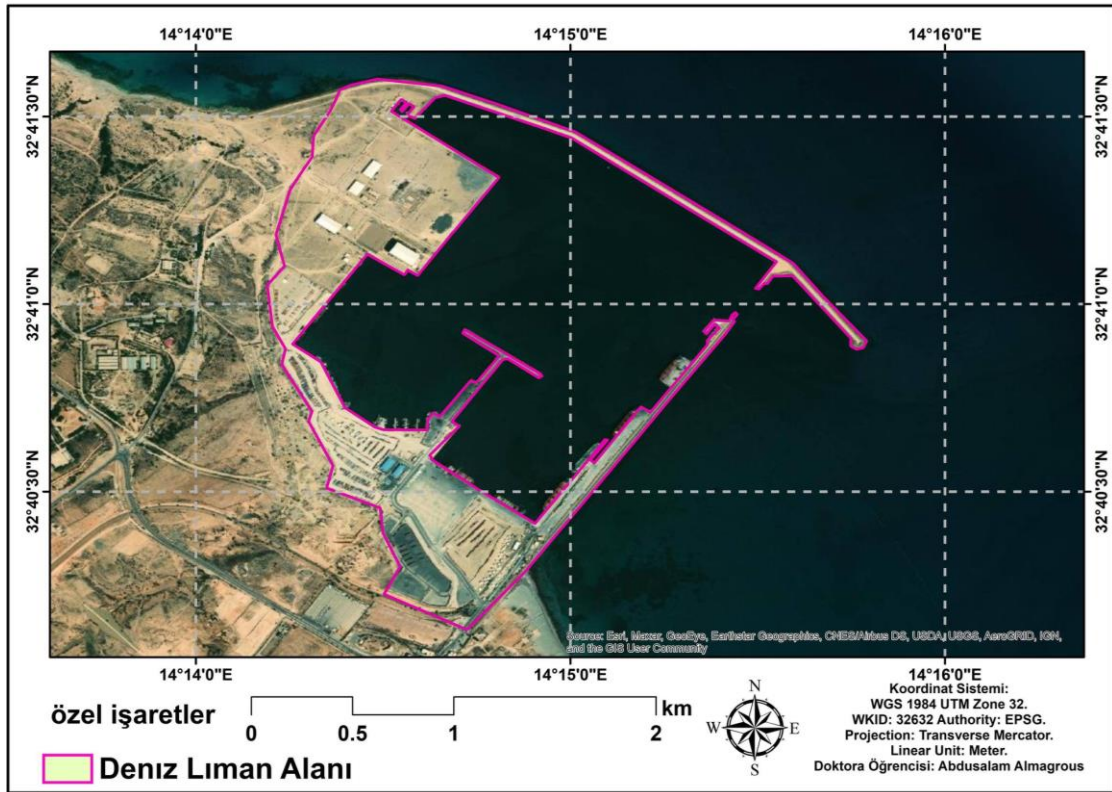 14°14'0"E 14°15'0"E 14°16'0"E
32°41'30"N 32°41'30"N
32°41'0"N 32°41'0"N
32°40'30"N 32°40'30"N
Source: Esri, Maxar, GeoEye, Earthstar Geographics, CNES/Airbus DS, USDA, USGS, AeroGRID, IGN,
and the GIS User Community
14°14'0"E 14°15'0"E 14°16'0"E
özel işaretler
km
0 0.5 1 2
Denız Lıman Alanı
N
W E
S
Koordinat Sistemi:
WGS 1984 UTM Zone 32.
WKID: 32632 Authority: EPSG.
Projection: Transverse Mercator.
Linear Unit: Meter.
Doktora Öğrencisi: Abdusalam Almagrous